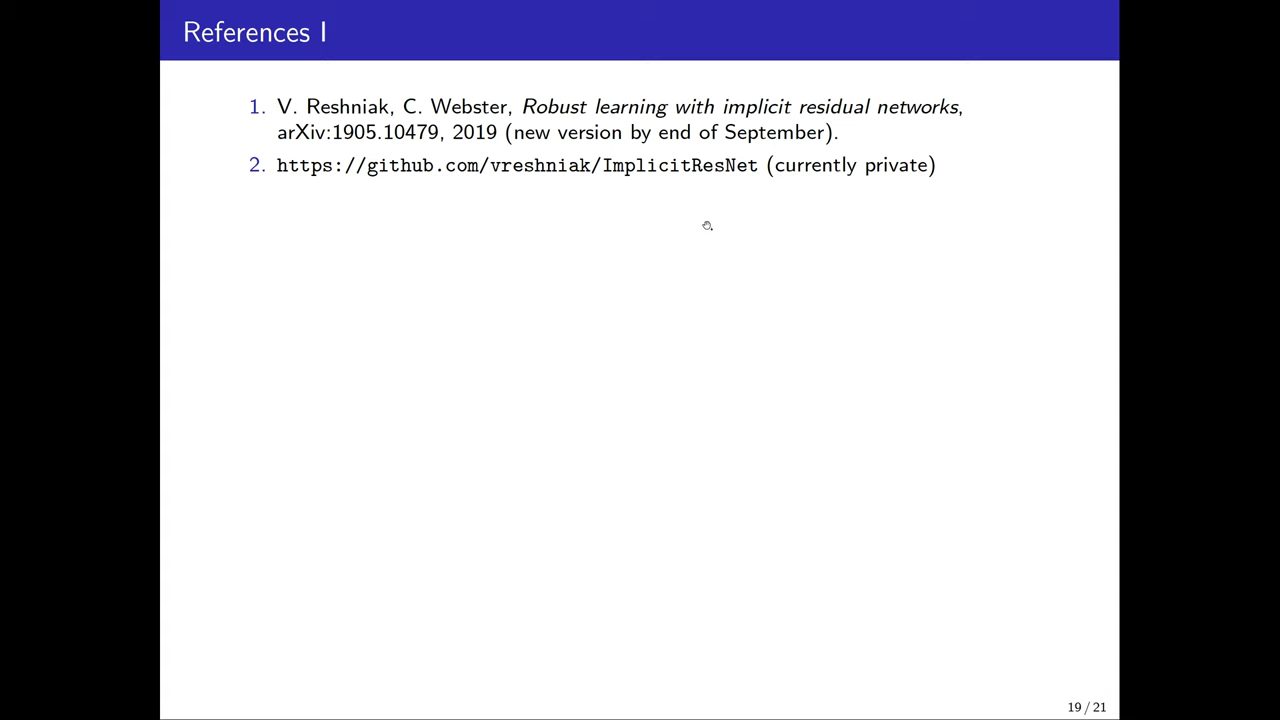 References I
1. V. Reshniak, C. Webster, Robust learning with implicit residual networks,
arXiv:1905.10479, 2019 (new version by end of September).
2. https://github.com/vreshniak/ImplicitResNet (currently private)
19 / 21